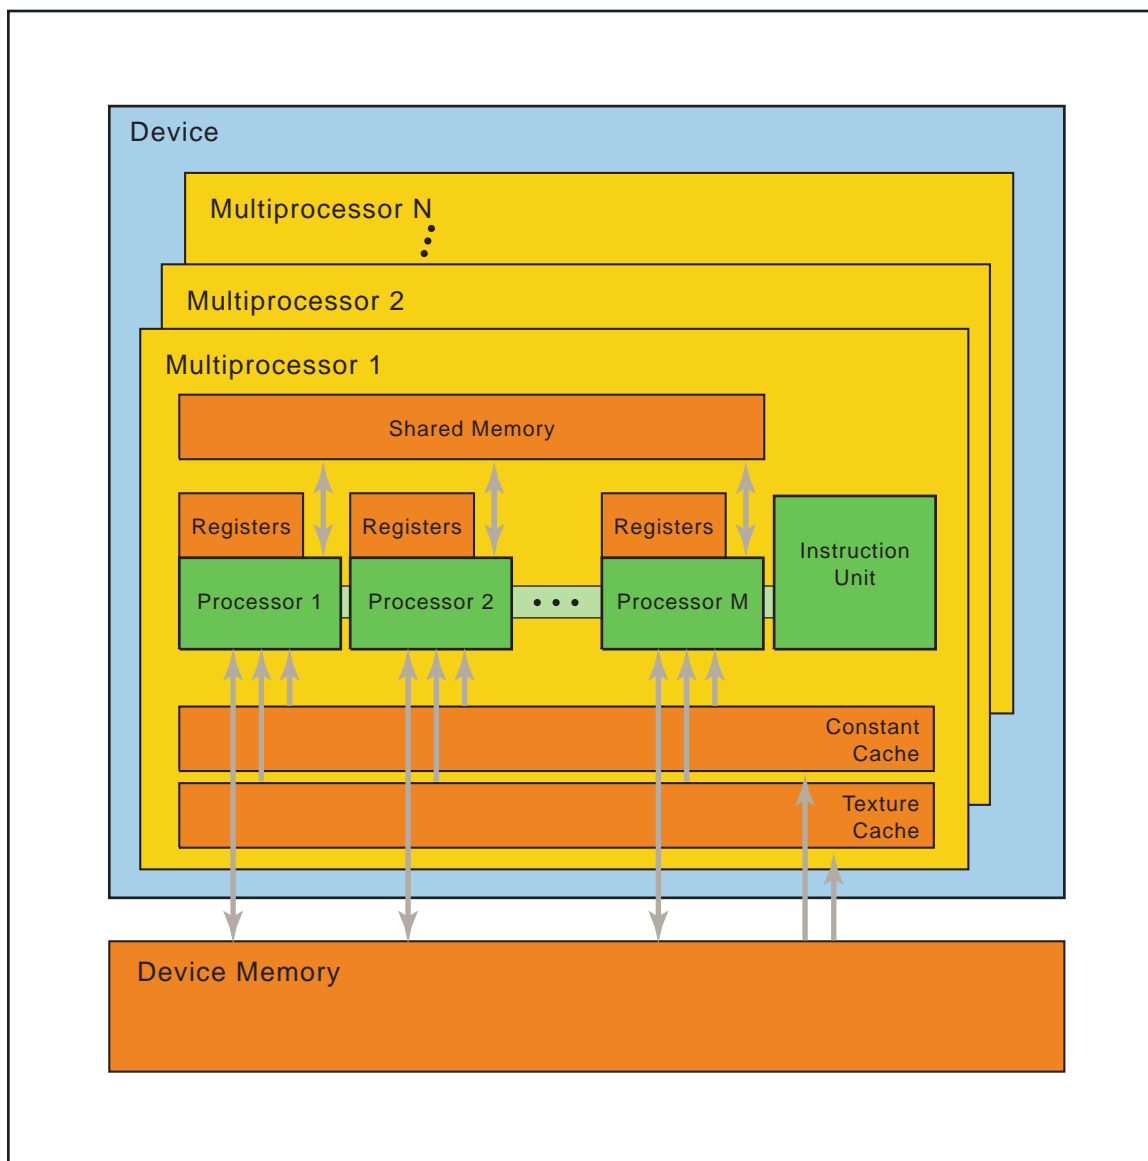 Device
Multiprocessor N
Multiprocessor 2
Multiprocessor 1
Shared Memory
Registers
Registers
Registers
Instruction
Unit
Processor 1
Processor 2
Processor M
Constant
Cache
Texture
Cache
Device Memory